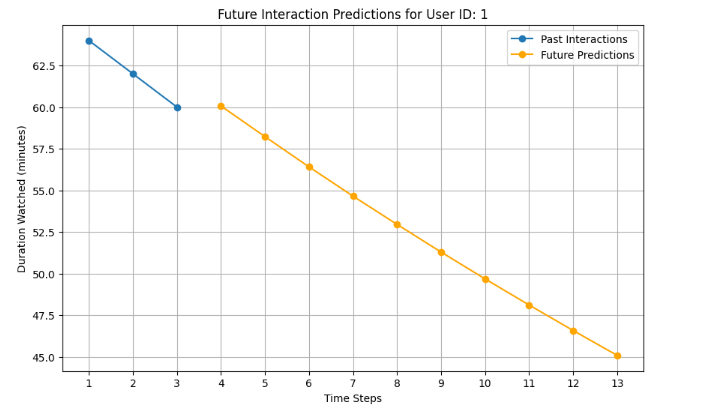 Future Interaction Predictions for User ID: 1
Past Interactions
Future Predictions
Duration Watched (minutes)
62.5
60.0
57.5
55.0
52.5
50.0
47.5
45.0
1 2 3 4 5 6 7 8 9 10 11 12 13
Time Steps